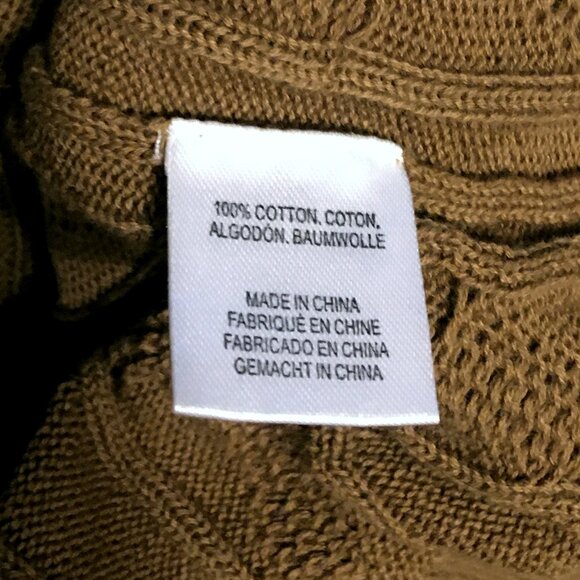 100% COTTON. COTON.
ALGODÓN. BAUMWOLLE
MADE IN CHINA
FABRIQUÉ EN CHINE
FABRICADO EN CHINA
GEMACHT IN CHINA